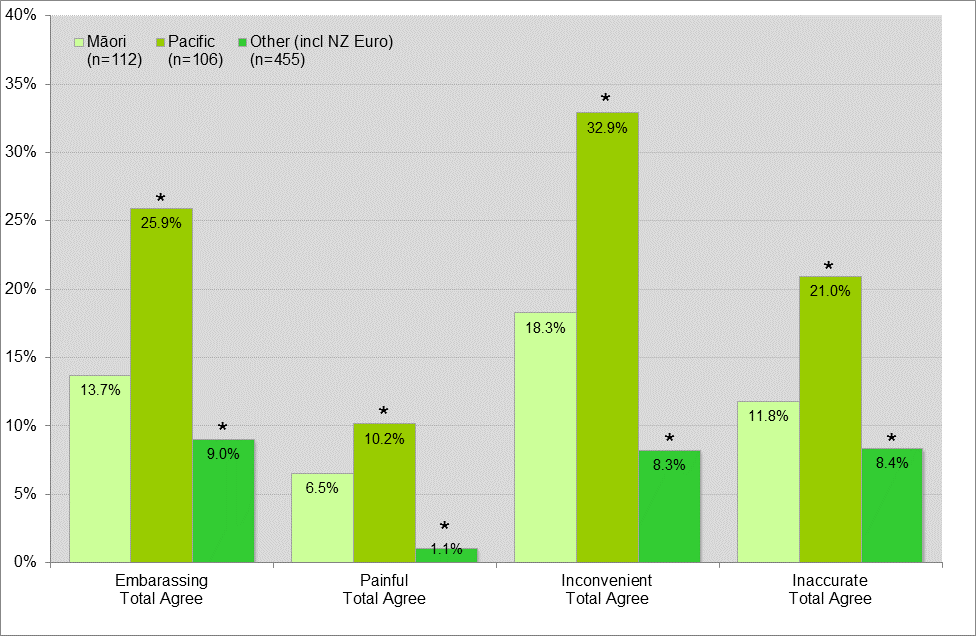 40%
35%
30%
25%
20%
15%
10%
5%
0%
Māori
(n=112)
Pacific
(n=106)
Other (incl NZ Euro)
(n=455)
*
25.9%
13.7%
*
9.0%
*
10.2%
6.5%
*
1.1%
*
32.9%
18.3%
*
8.3%
*
21.0%
11.8%
*
8.4%
Embarassing
Total Agree
Painful
Total Agree
Inconvenient
Total Agree
Inaccurate
Total Agree